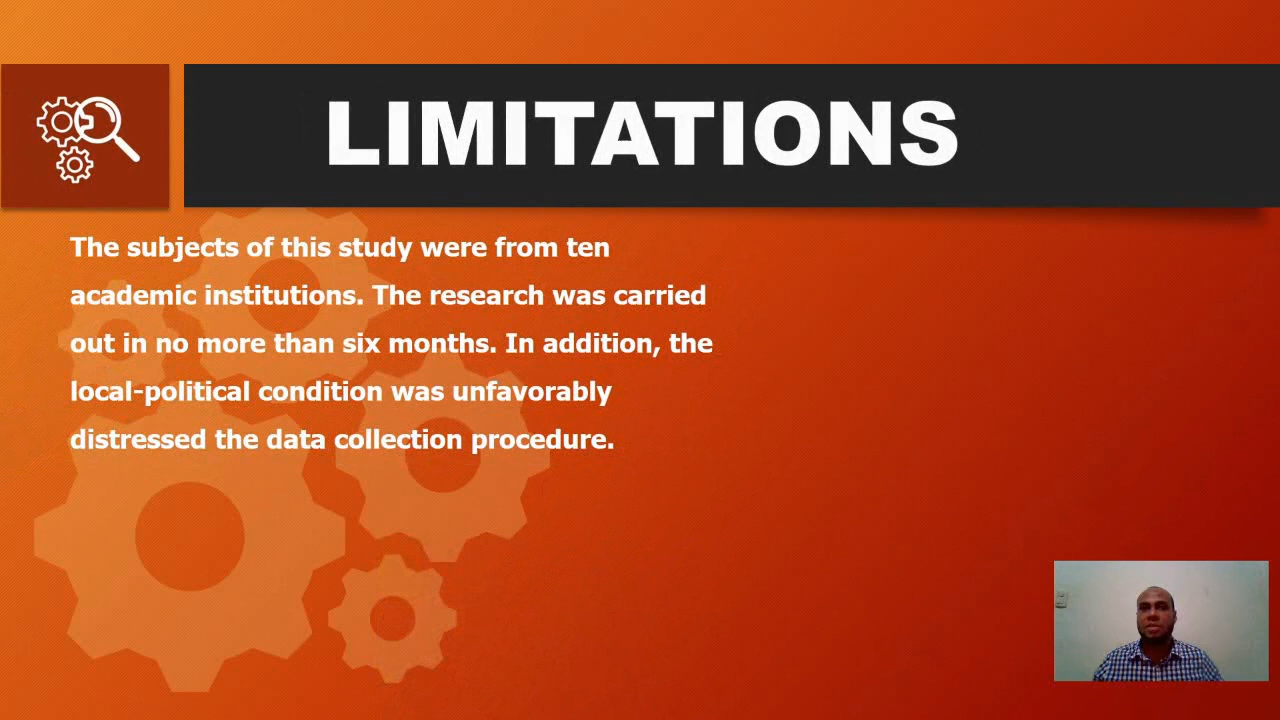 LIMITATIONS
The subjects of this study were from ten
academic institutions. The research was carried
out in no more than six months. In addition, the
local-political condition was unfavorably
distressed the data collection procedure.